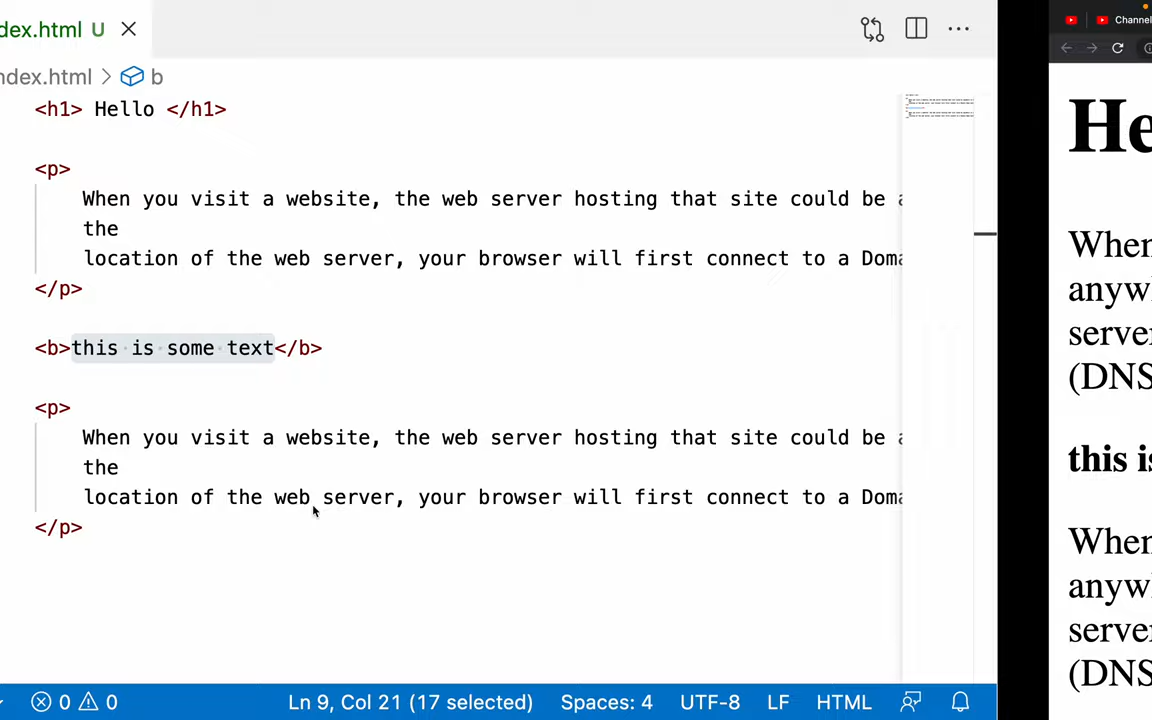 dex.html U
Channel
ndex.html > b
<h1> Hello </h1>
<p>
When you visit a website, the web server hosting that site could be a
the
location of the web server, your browser will first connect to a Doma
</p>
<b>this is some text</b>
<p>
When you visit a website, the web server hosting that site could be a
the
location of the web server, your browser will first connect to a Doma
</p>
He
When
anywh
server
(DNS
this is
When
anywh
server
(DNS
0 0 Ln 9, Col 21 (17 selected) Spaces: 4 UTF-8 LF HTML